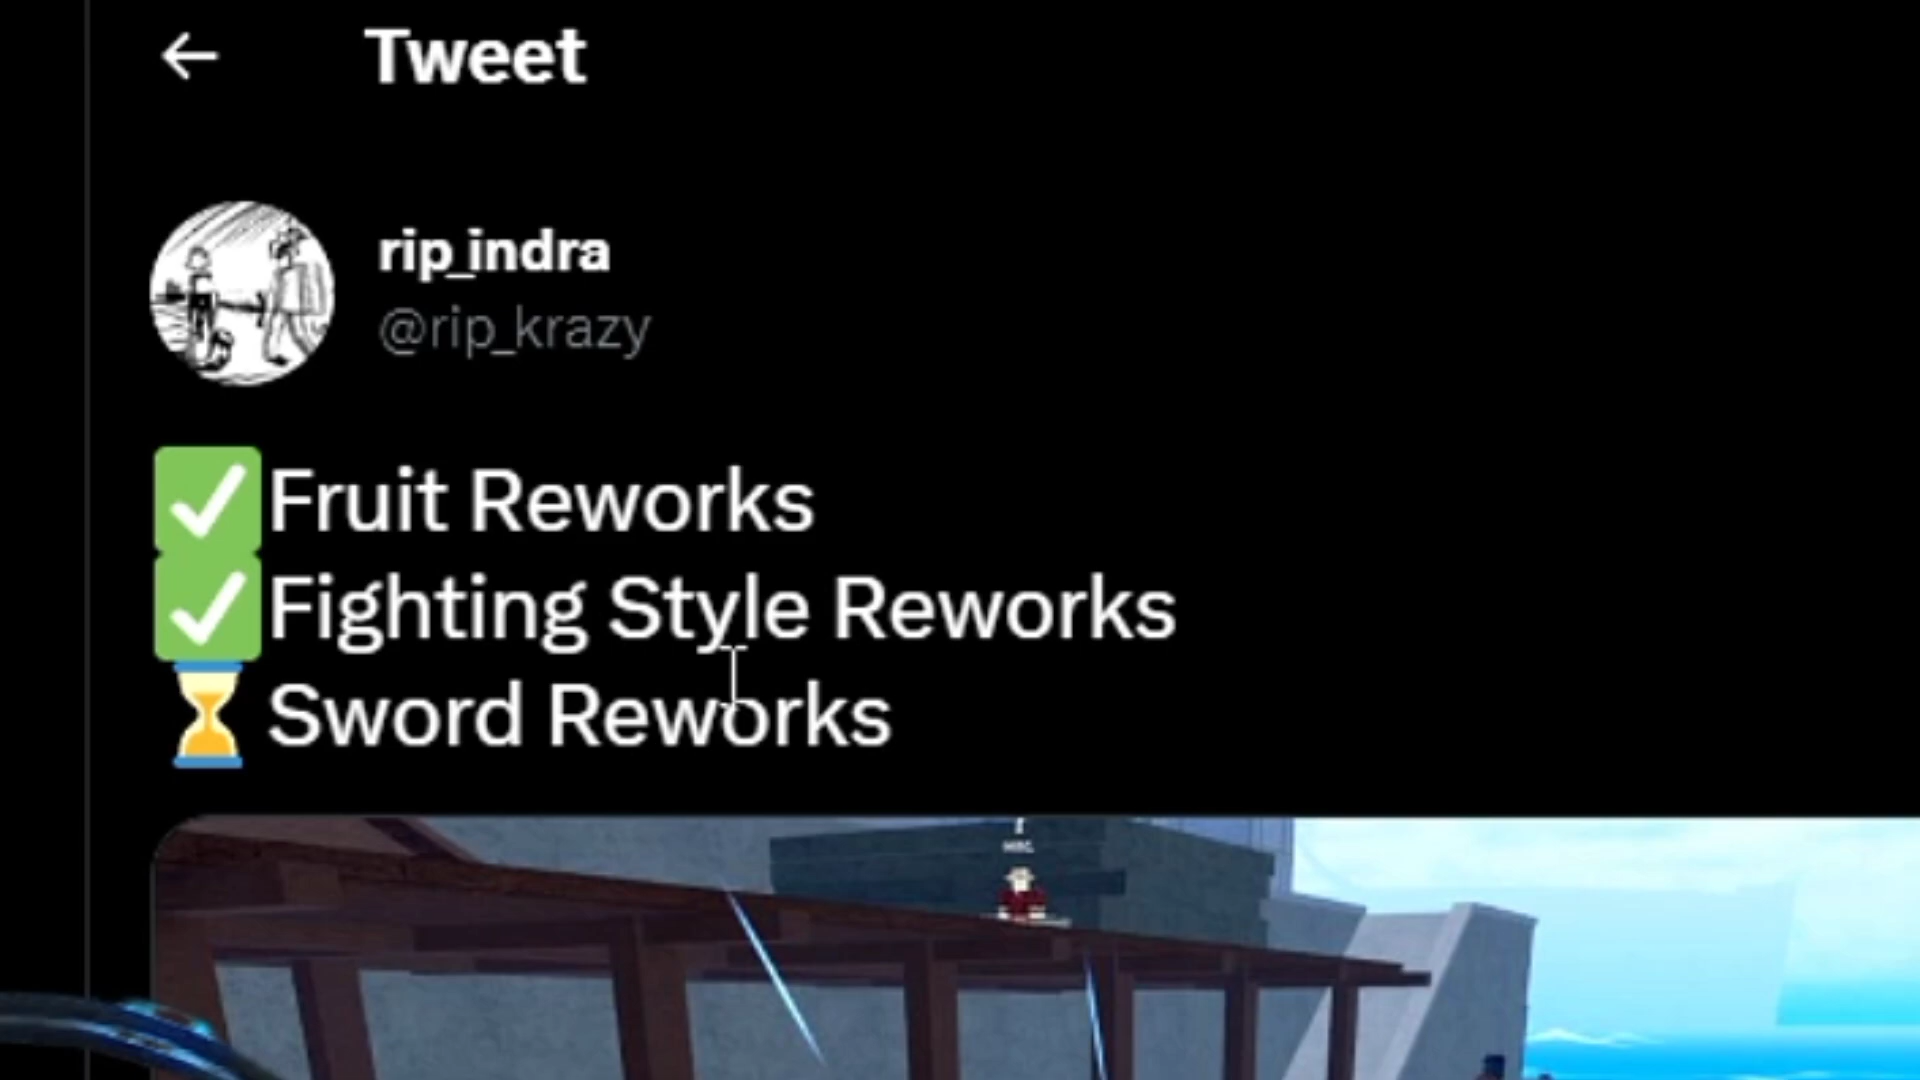 Tweet
rip_indra
@rip_krazy
✅Fruit Reworks
✅Fighting Style Reworks
⏳Sword Reworks